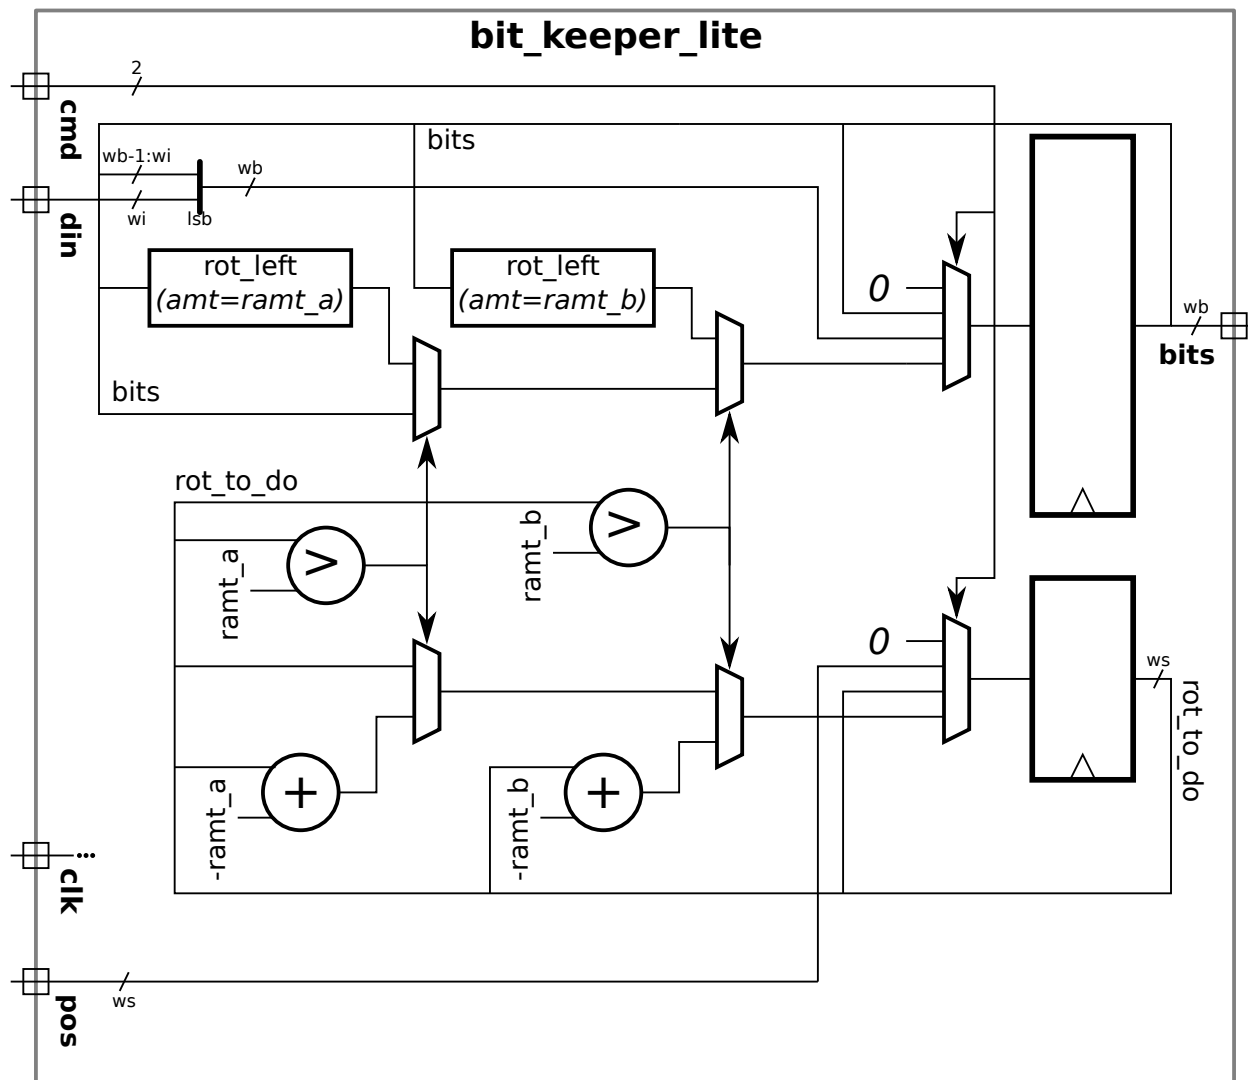 bit_keeper_lite
2
cmd
bits
wb-1:wi
wb
din
wi
lsb
rot_left
(amt=ramt_a)
rot_left
(amt=ramt_b)
0
wb
bits
bits
rot_to_do
>
ramt_b
>
ramt_a
0
ws
rot_to_do
+
-ramt_a
+
-ramt_b
clk
ws
pos